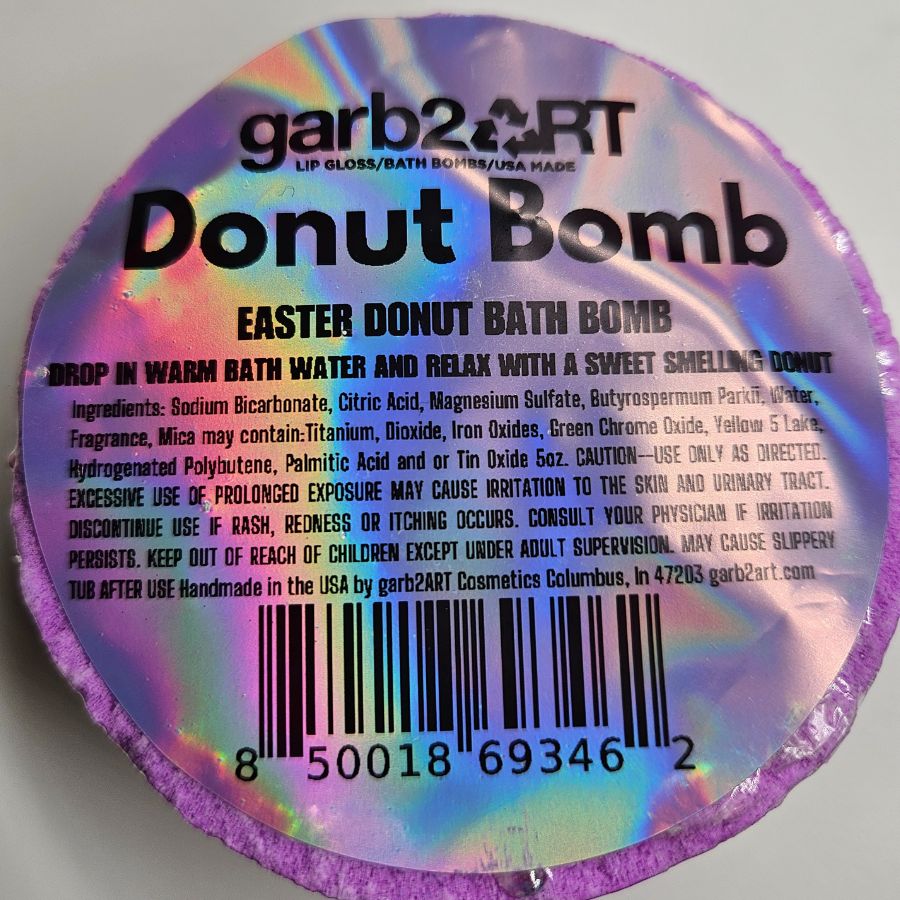 garb2ART
LIP GLOSS/BATH BOMBS/USA MADE
Donut Bomb
EASTER DONUT BATH BOMB
DROP IN WARM BATH WATER AND RELAX WITH A SWEET SMELLING DONUT
Ingredients: Sodium Bicarbonate, Citric Acid, Magnesium Sulfate, Butyrospermum Parkii, Water,
Fragrance, Mica may contain:Titanium, Dioxide, Iron Oxides, Green Chrome Oxide, Yellow 5 Lake,
Hydrogenated Polybutene, Palmitic Acid and or Tin Oxide 5oz. CAUTION--USE ONLY AS DIRECTED.
EXCESSIVE USE OF PROLONGED EXPOSURE MAY CAUSE IRRITATION TO THE SKIN AND URINARY TRACT.
DISCONTINUE USE IF RASH, REDNESS OR ITCHING OCCURS. CONSULT YOUR PHYSICIAN IF IRRITATION
PERSISTS. KEEP OUT OF REACH OF CHILDREN EXCEPT UNDER ADULT SUPERVISION. MAY CAUSE SLIPPERY
TUB AFTER USE Handmade in the USA by garb2ART Cosmetics Columbus, In 47203 garb2art.com
8 50018 69346 2